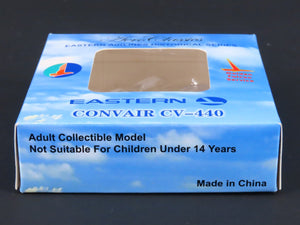 EASTERN AIRLINES HISTORICAL SERIES
EASTERN
CONVAIR CV-440
Adult Collectible Model
Not Suitable For Children Under 14 Years
Made in China